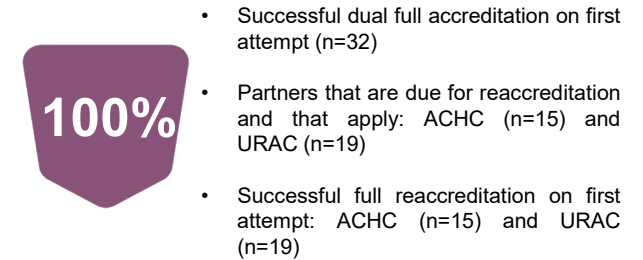 100%
• Successful dual full accreditation on first
attempt (n=32)
• Partners that are due for reaccreditation
and that apply: ACHC (n=15) and
URAC (n=19)
• Successful full reaccreditation on first
attempt: ACHC (n=15) and URAC
(n=19)